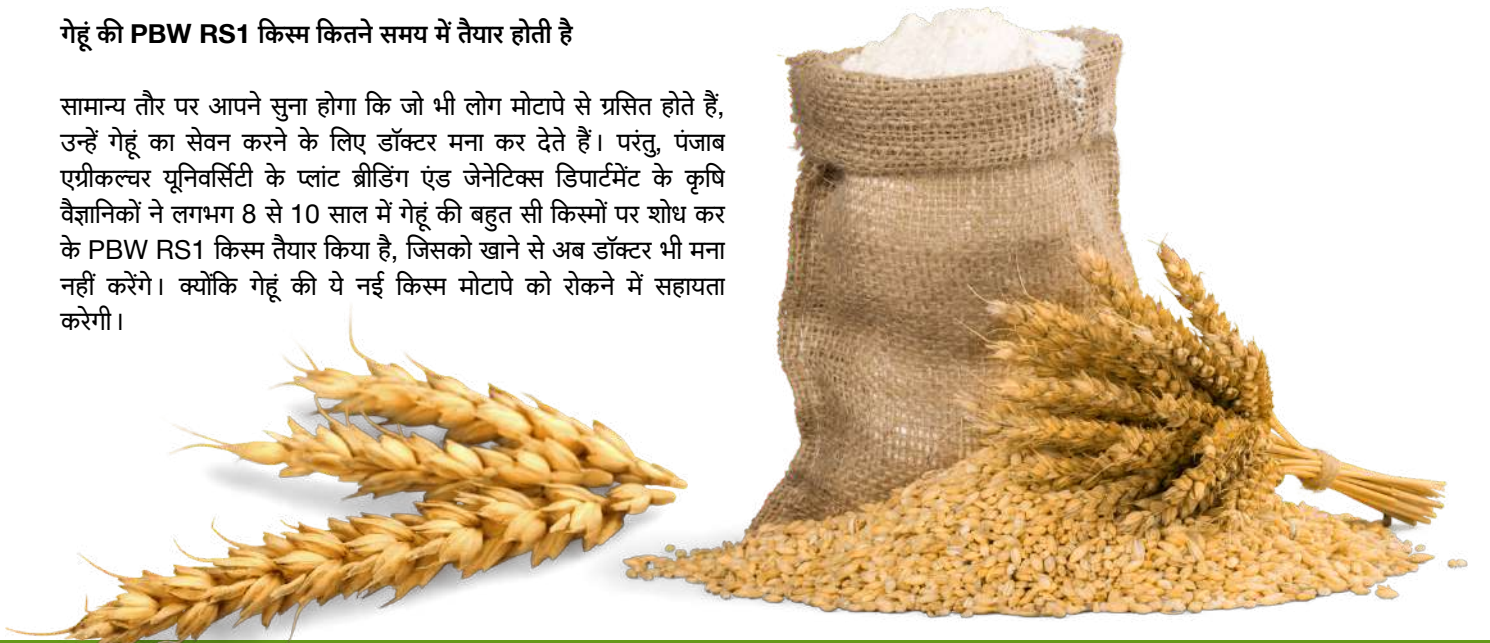 गेहूं की PBW RS1 किस्म कितने समय में तैयार होती है
सामान्य तौर पर आपने सुना होगा कि जो भी लोग मोटापे से ग्रसित होते हैं,
उन्हें गेहूं का सेवन करने के लिए डॉक्टर मना कर देते हैं। परंतु, पंजाब
एग्रीकल्चर यूनिवर्सिटी के प्लांट ब्रीडिंग एंड जेनेटिक्स डिपार्टमेंट के कृषि
वैज्ञानिकों ने लगभग 8 से 10 साल में गेहूं की बहुत सी किस्मों पर शोध कर
के PBW RS1 किस्म तैयार किया है, जिसको खाने से अब डॉक्टर भी मना
नहीं करेंगे। क्योंकि गेहूं की ये नई किस्म मोटापे को रोकने में सहायता
करेगी।